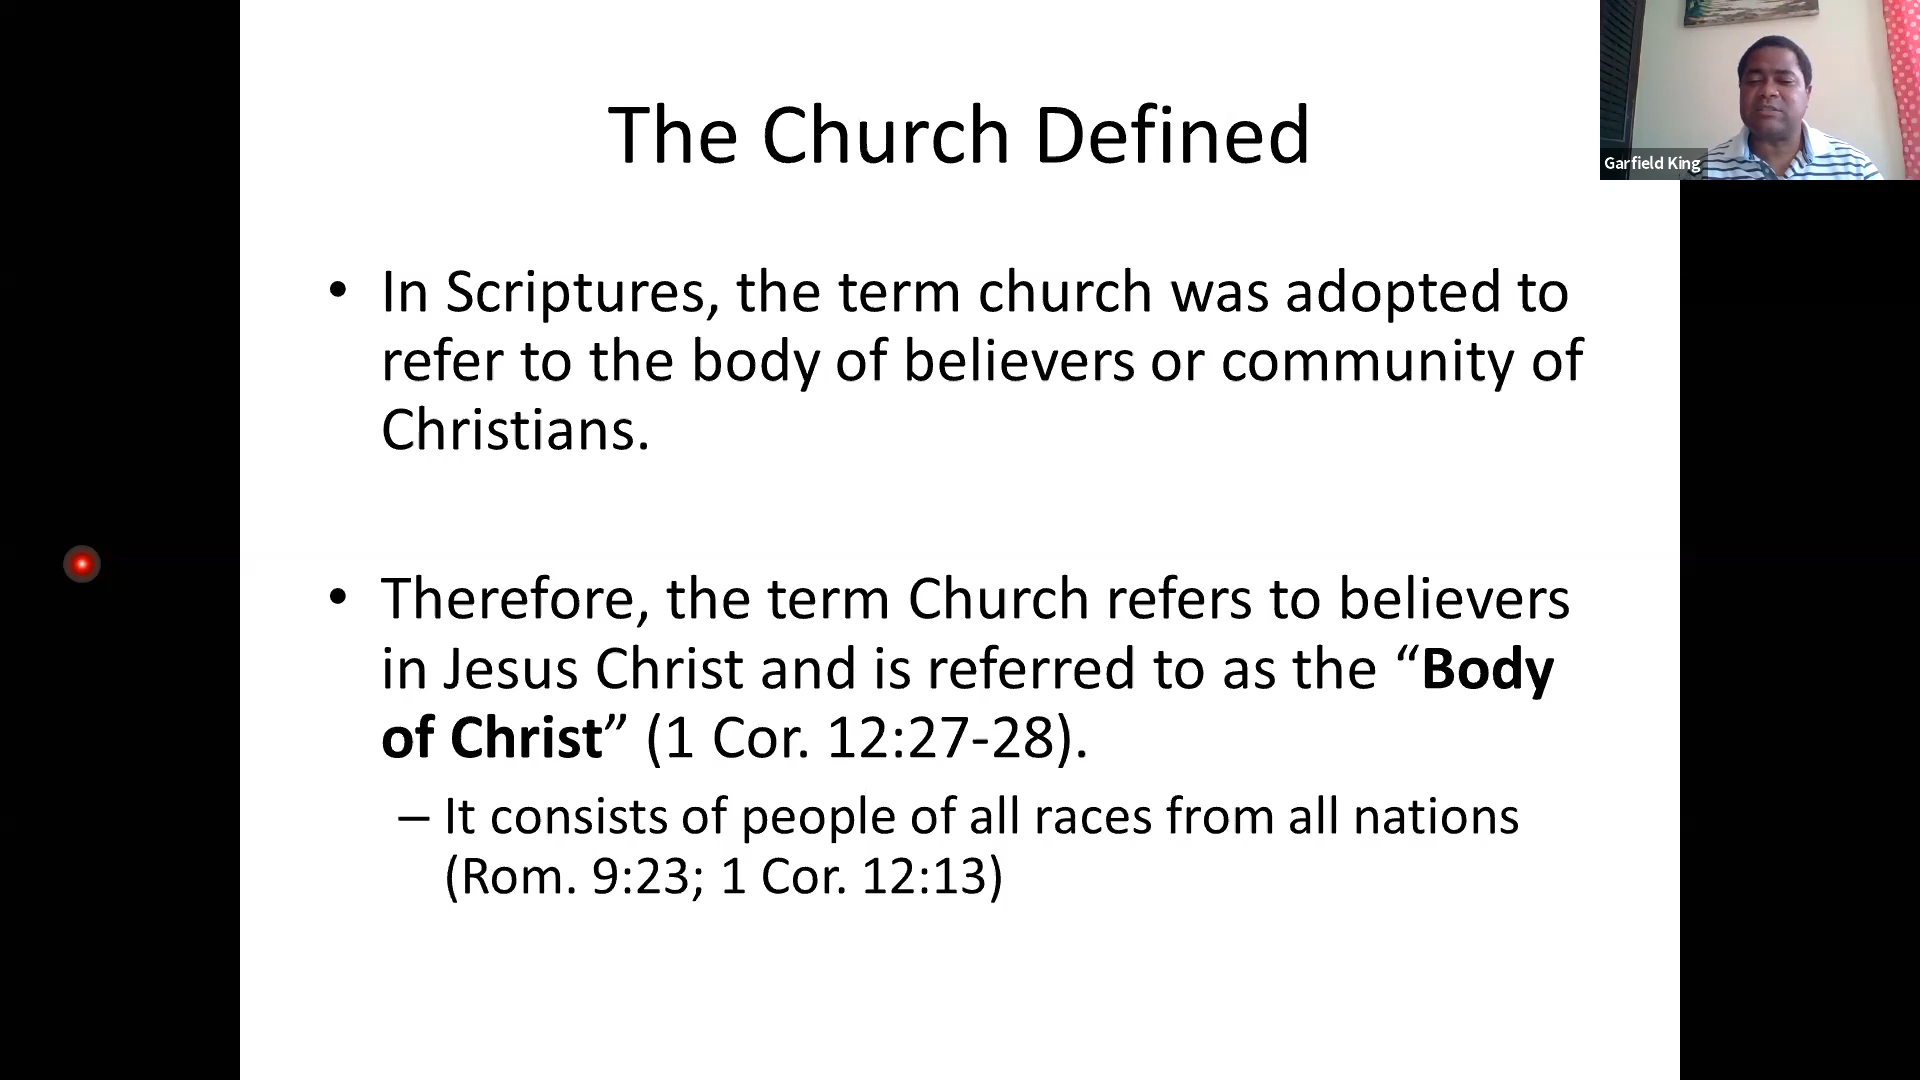 The Church Defined
Garfield King
• In Scriptures, the term church was adopted to
refer to the body of believers or community of
Christians.
• Therefore, the term Church refers to believers
in Jesus Christ and is referred to as the “Body
of Christ” (1 Cor. 12:27-28).
– It consists of people of all races from all nations
(Rom. 9:23; 1 Cor. 12:13)